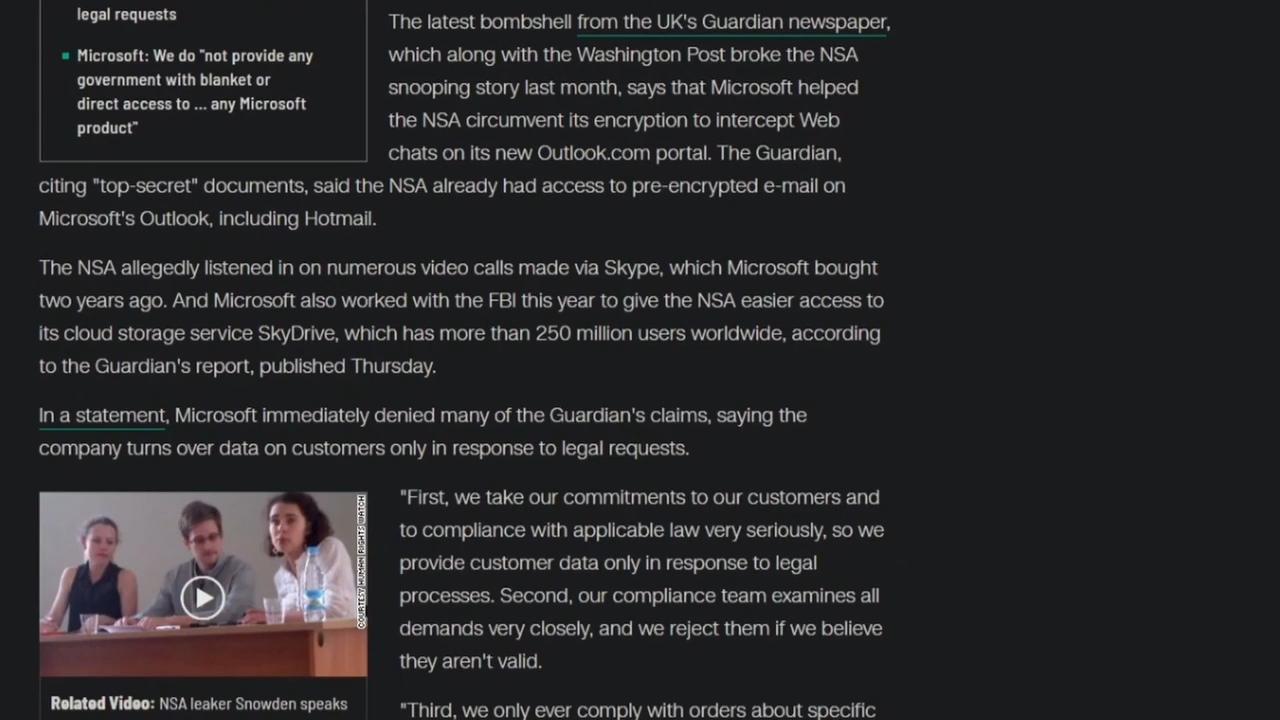 legal requests
Microsoft: We do "not provide any
government with blanket or
direct access to ... any Microsoft
product"
The latest bombshell from the UK's Guardian newspaper,
which along with the Washington Post broke the NSA
snooping story last month, says that Microsoft helped
the NSA circumvent its encryption to intercept Web
chats on its new Outlook.com portal. The Guardian,
citing "top-secret" documents, said the NSA already had access to pre-encrypted e-mail on
Microsoft's Outlook, including Hotmail.
The NSA allegedly listened in on numerous video calls made via Skype, which Microsoft bought
two years ago. And Microsoft also worked with the FBI this year to give the NSA easier access to
its cloud storage service SkyDrive, which has more than 250 million users worldwide, according
to the Guardian's report, published Thursday.
In a statement, Microsoft immediately denied many of the Guardian's claims, saying the
company turns over data on customers only in response to legal requests.
COURTESY HUMAN RIGHTS WATCH
Related Video: NSA leaker Snowden speaks
"First, we take our commitments to our customers and
to compliance with applicable law very seriously, so we
provide customer data only in response to legal
processes. Second, our compliance team examines all
demands very closely, and we reject them if we believe
they aren't valid.
"Third, we only ever comply with orders about specific